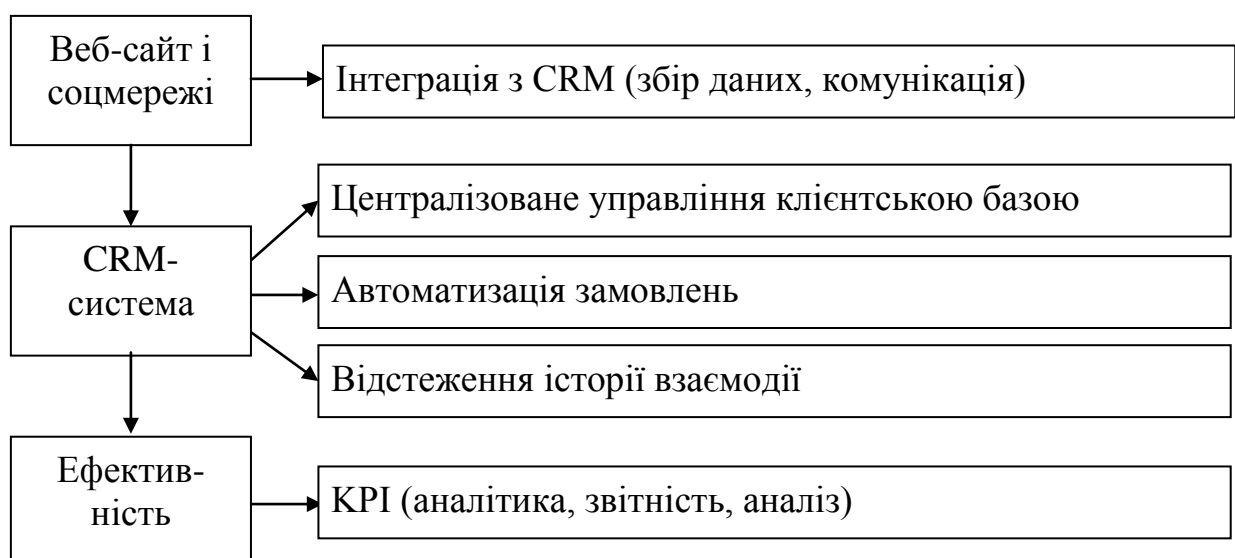 Веб-сайт і
соцмережі
Інтеграція з CRM (збір даних, комунікація)
Централізоване управління клієнтською базою
CRM-
система
Автоматизація замовлень
Відстеження історії взаємодії
Ефектив-
ність
KPI (аналітика, звітність, аналіз)